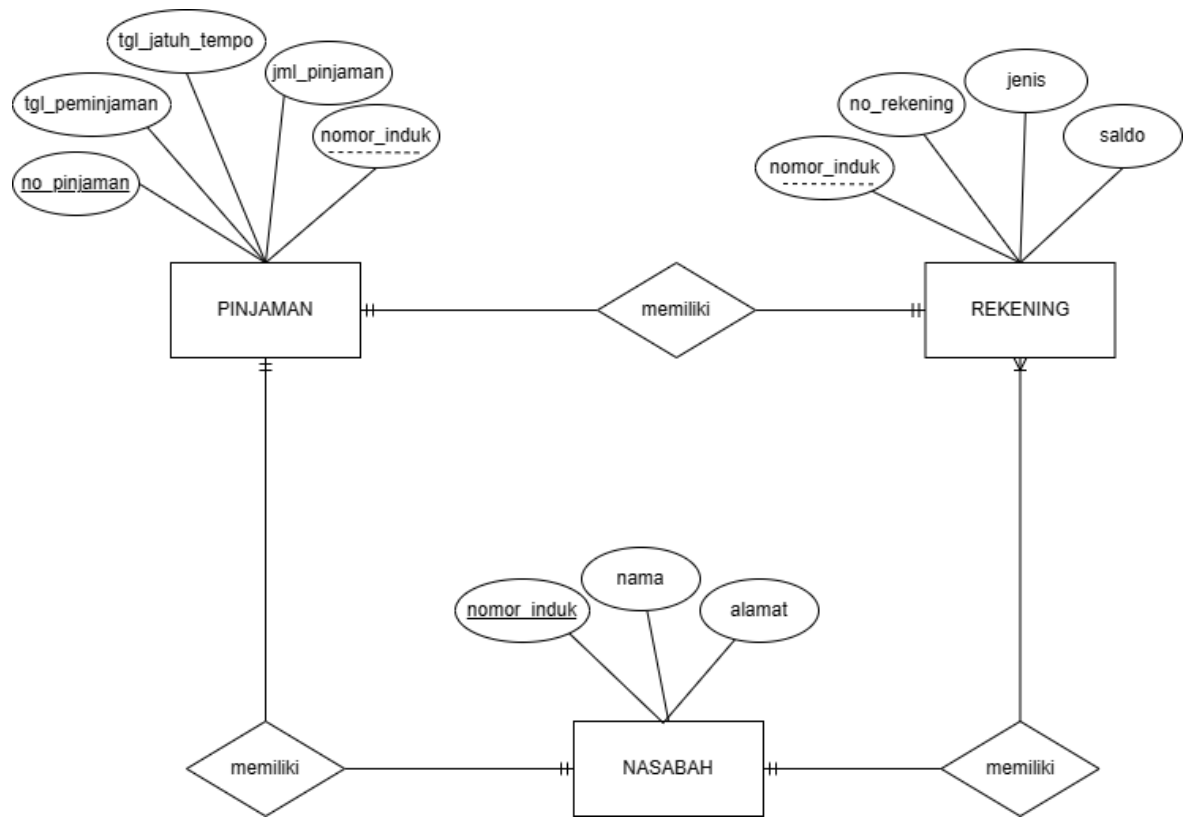 tgl_jatuh_tempo
jml_pinjaman
tgl_peminjaman
nomor_induk
no_pinjaman
jenis
no_rekening
saldo
nomor_induk
PINJAMAN
memiliki
REKENING
nama
nomor_induk
alamat
memiliki
NASABAH
memiliki